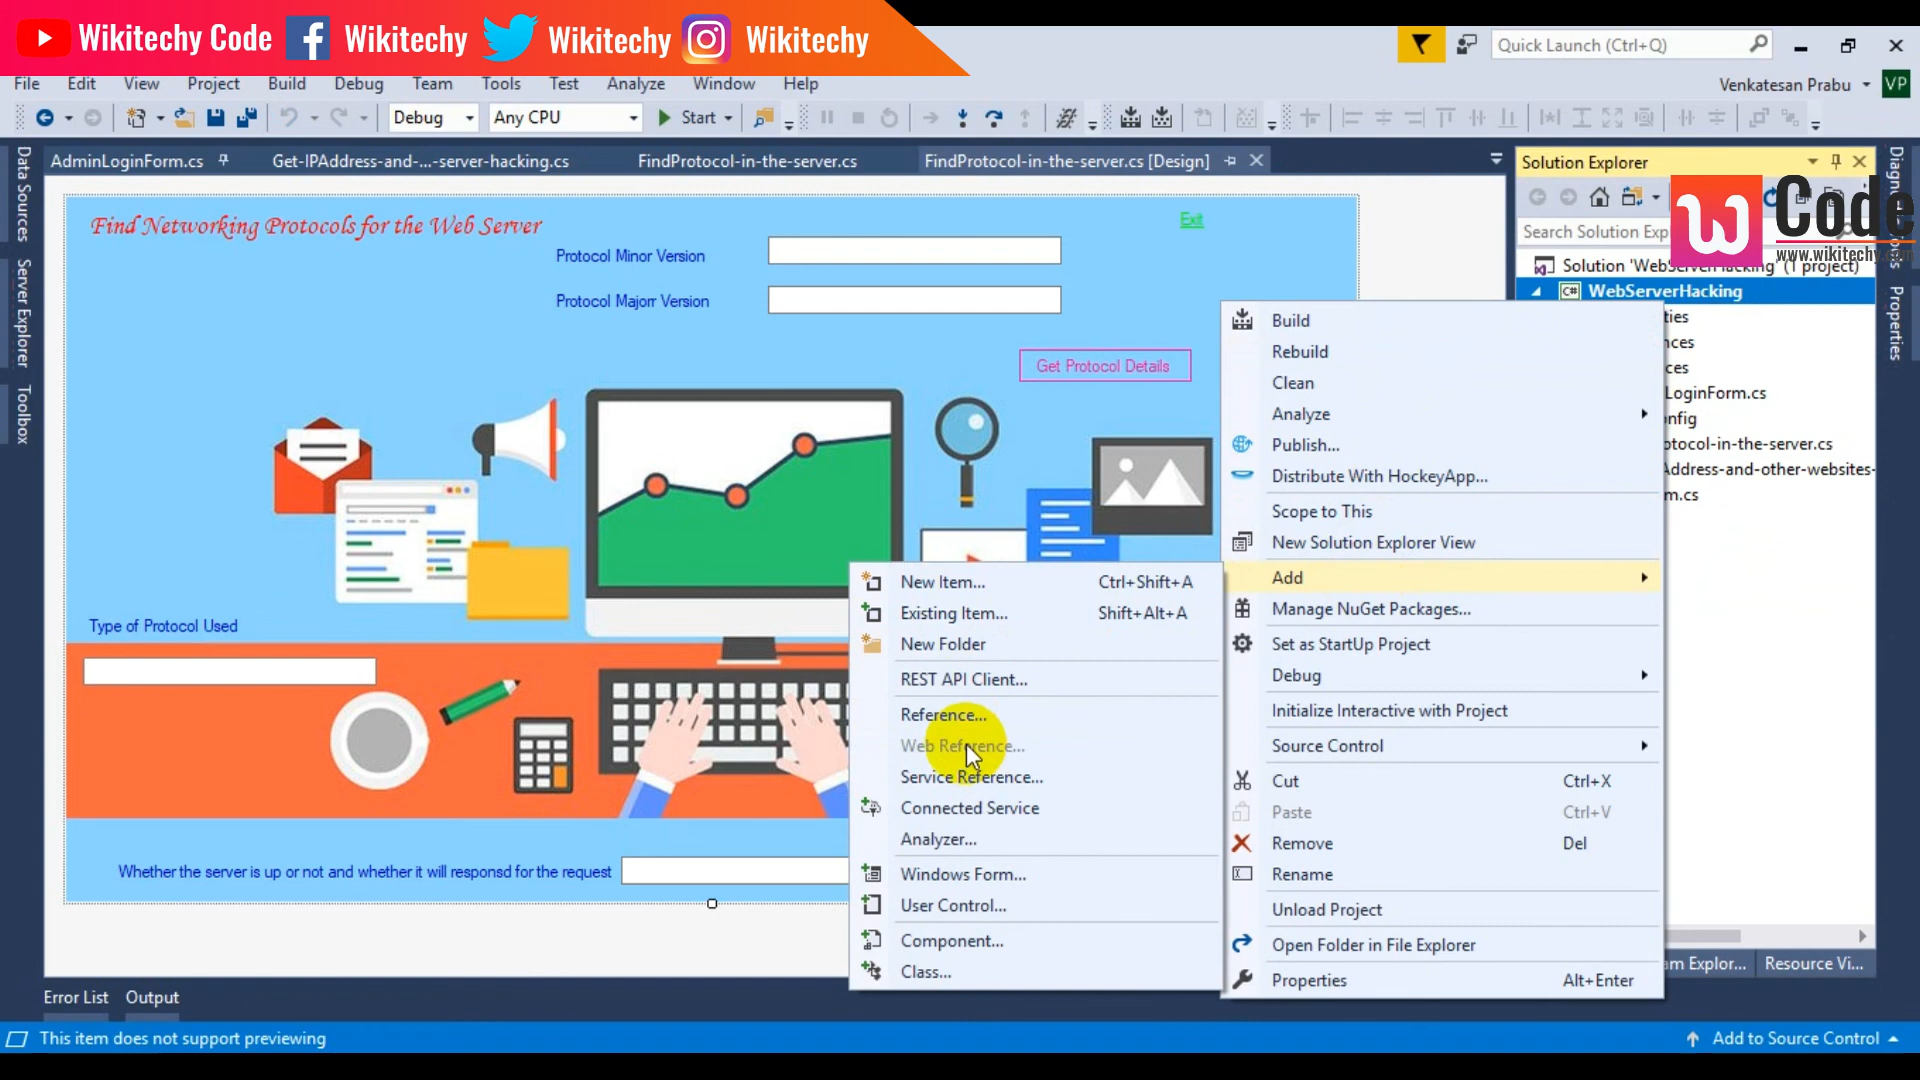 Wikitechy Code Wikitechy Wikitechy Wikitechy
Quick Launch (Ctrl+Q)
File Edit View Project Build Debug Team Tools Test Analyze Window Help
Venkatesan Prabu VP
Debug Any CPU Start
AdminLoginForm.cs Get-IPAddress-and-...-server-hacking.cs FindProtocol-in-the-server.cs FindProtocol-in-the-server.cs [Design]
Solution Explorer
Data Sources
Server Explorer
Toolbox
Properties
Code
www.wikitechy.com
Search Solution Exp
Solution 'WebServerHacking' (1 project)
C# WebServerHacking
ties
nces
ces
LoginForm.cs
nfig
otocol-in-the-server.cs
Address-and-other-websites-
m.cs
Find Networking Protocols for the Web Server
Exit
Protocol Minor Version
Protocol Majorr Version
Get Protocol Details
Type of Protocol Used
Whether the server is up or not and whether it will responsd for the request
Build
Rebuild
Clean
Analyze
Publish...
Distribute With HockeyApp...
Scope to This
New Solution Explorer View
Add
Manage NuGet Packages...
Set as StartUp Project
Debug
Initialize Interactive with Project
Source Control
Cut Ctrl+X
Paste Ctrl+V
Remove Del
Rename
Unload Project
Open Folder in File Explorer
Properties Alt+Enter
New Item... Ctrl+Shift+A
Existing Item... Shift+Alt+A
New Folder
REST API Client...
Reference...
Web Reference...
Service Reference...
Connected Service
Analyzer...
Windows Form...
User Control...
Component...
Class...
am Explor... Resource Vi...
Error List Output
This item does not support previewing
Add to Source Control